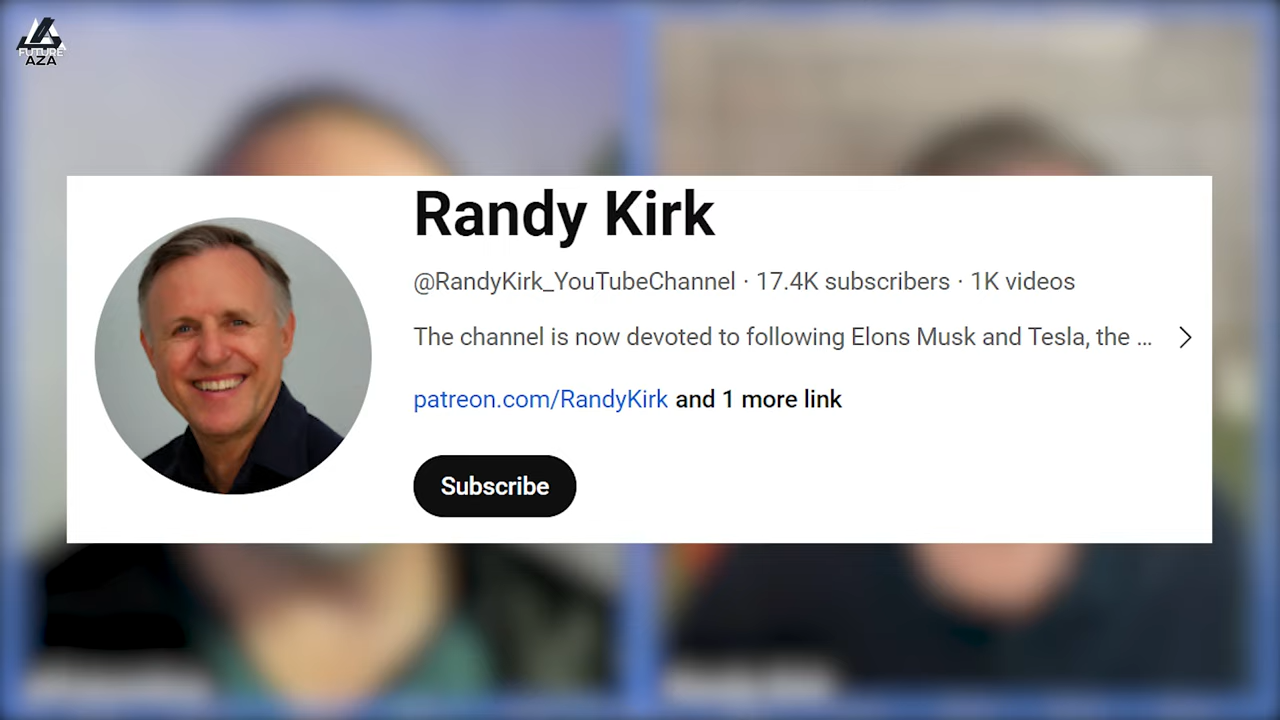 FUTURE
AZA
Randy Kirk
@RandyKirk_YouTubeChannel · 17.4K subscribers · 1K videos
The channel is now devoted to following Elons Musk and Tesla, the ...
patreon.com/RandyKirk and 1 more link
Subscribe